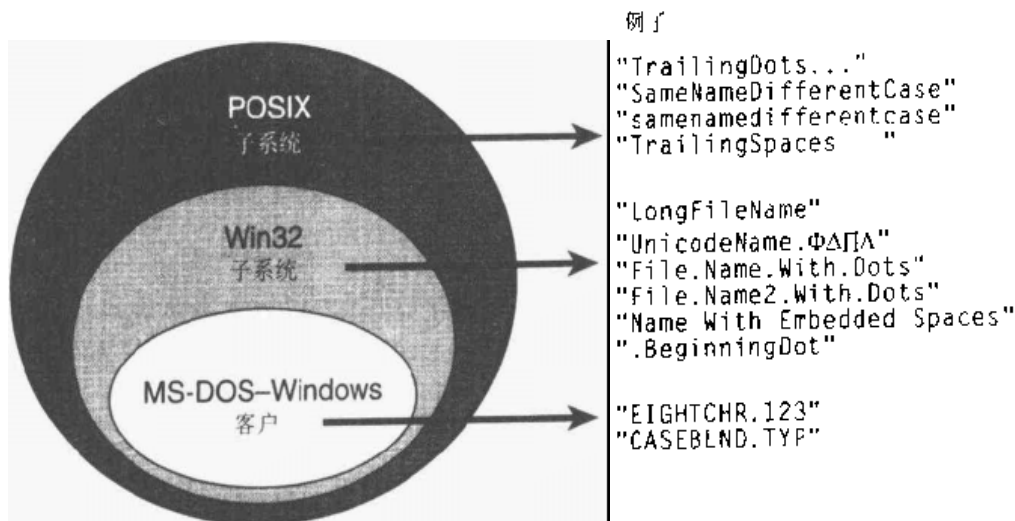 例子
"TrailingDots..."
"SameNameDifferentCase"
"samenamedifferentcase"
"TrailingSpaces   "
POSIX
子系统
"LongFileName"
"UnicodeName.ΦΔΠΛ"
"File.Name.With.Dots"
"File.Name2.With.Dots"
"Name With Embedded Spaces"
".BeginningDot"
Win32
子系统
MS-DOS–Windows
客户
"EIGHTCHR.123"
"CASEBLND.TYP"